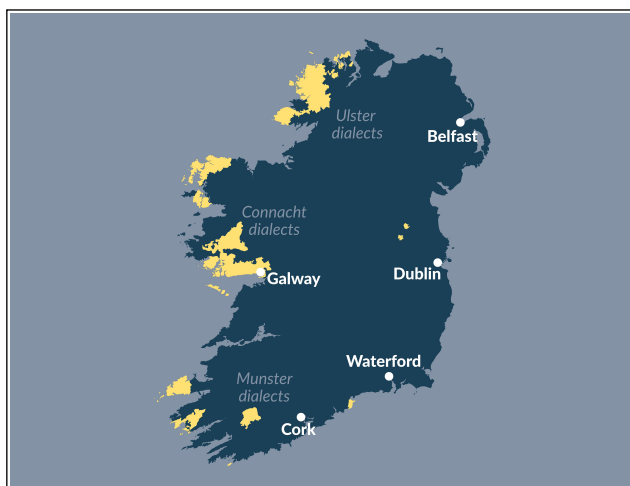 Ulster
dialects
Belfast
Connacht
dialects
Galway
Dublin
Waterford
Munster
dialects
Cork